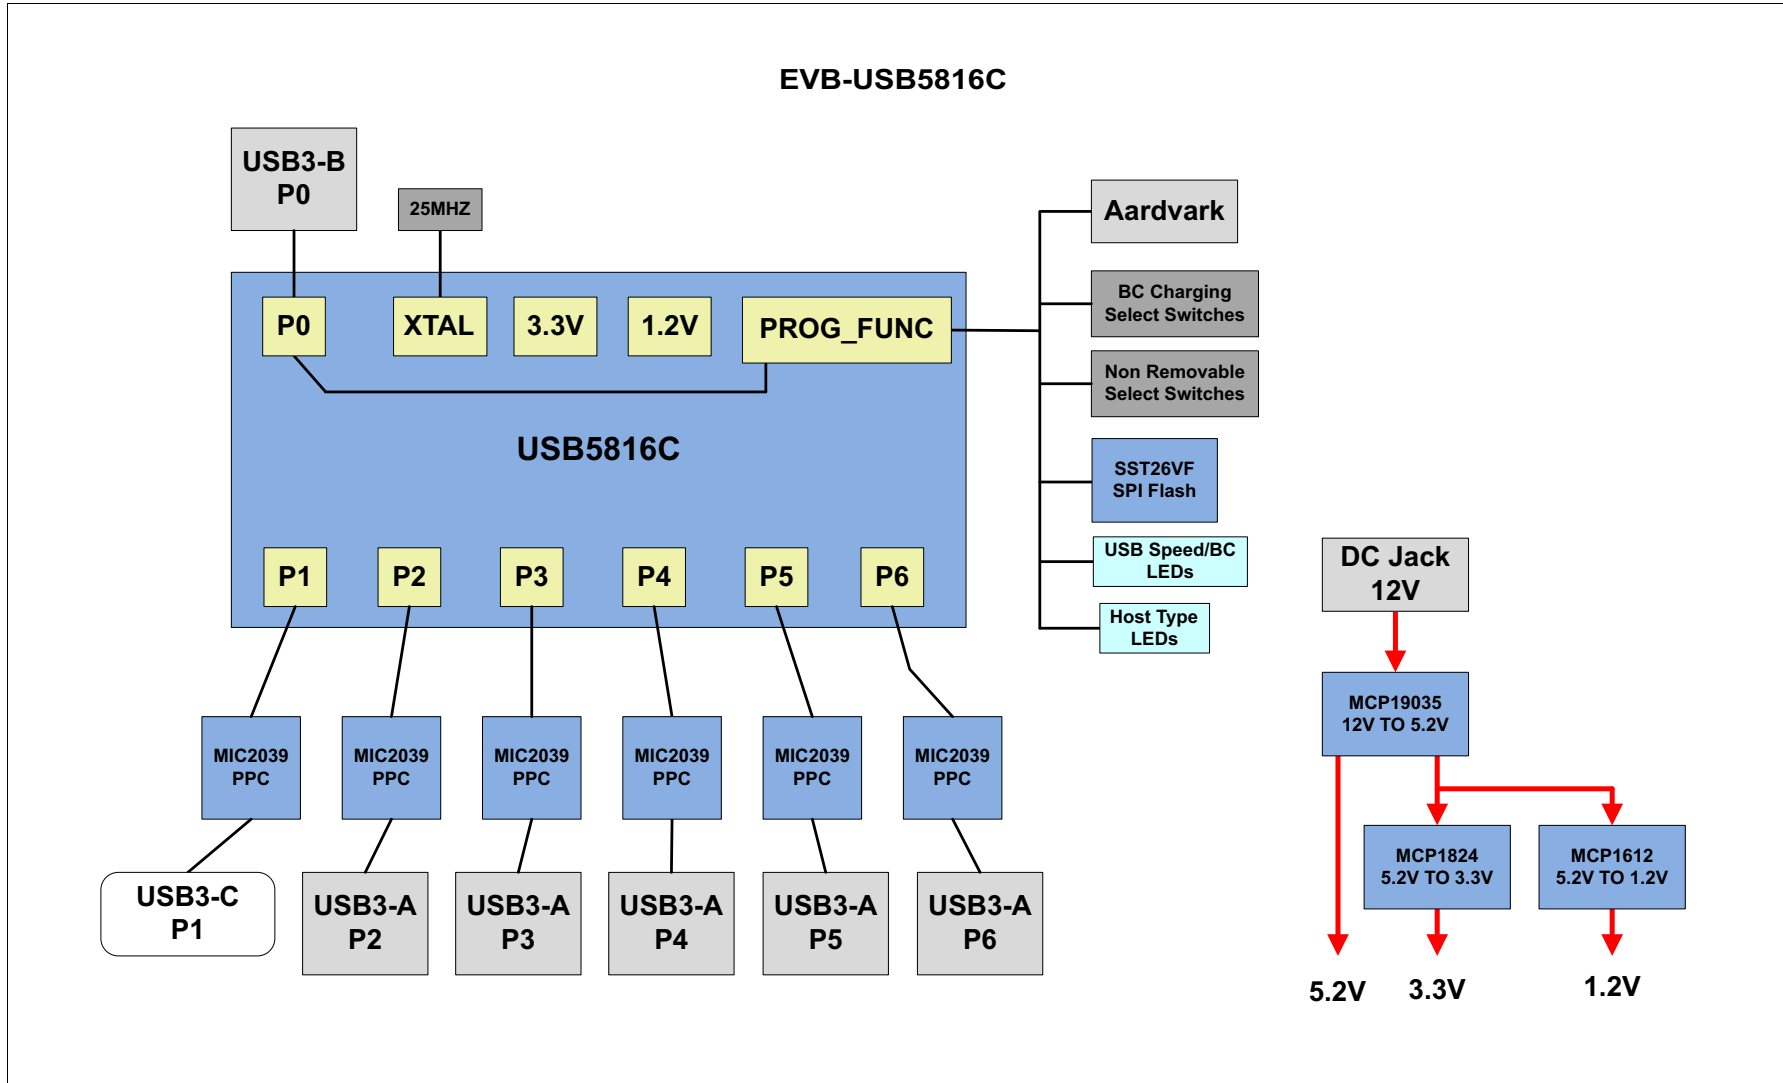 EVB-USB5816C
USB3-B
P0
25MHZ
P0
XTAL
3.3V
1.2V
PROG_FUNC
USB5816C
P1
P2
P3
P4
P5
P6
Aardvark
BC Charging
Select Switches
Non Removable
Select Switches
SST26VF
SPI Flash
USB Speed/BC
LEDs
Host Type
LEDs
MIC2039
PPC
MIC2039
PPC
MIC2039
PPC
MIC2039
PPC
MIC2039
PPC
MIC2039
PPC
USB3-C
P1
USB3-A
P2
USB3-A
P3
USB3-A
P4
USB3-A
P5
USB3-A
P6
DC Jack
12V
MCP19035
12V TO 5.2V
MCP1824
5.2V TO 3.3V
MCP1612
5.2V TO 1.2V
5.2V
3.3V
1.2V